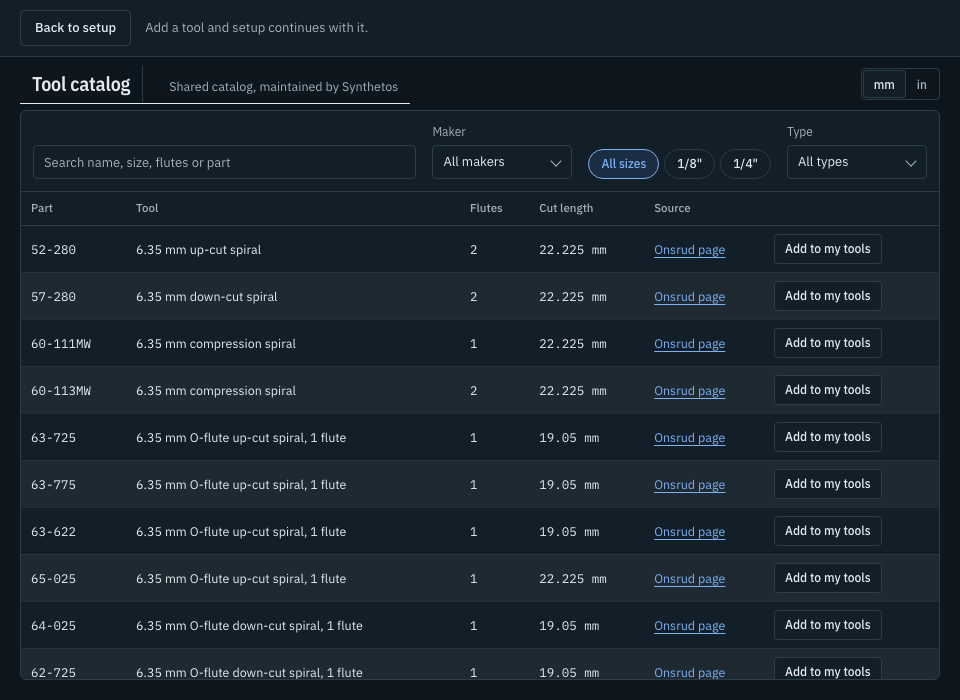 Back to setup Add a tool and setup continues with it.
Tool catalog Shared catalog, maintained by Synthetos mm in
Maker Type
Search name, size, flutes or part All makers All sizes 1/8" 1/4" All types
Part Tool Flutes Cut length Source
52-280 6.35 mm up-cut spiral 2 22.225 mm Onsrud page Add to my tools
57-280 6.35 mm down-cut spiral 2 22.225 mm Onsrud page Add to my tools
60-111MW 6.35 mm compression spiral 1 22.225 mm Onsrud page Add to my tools
60-113MW 6.35 mm compression spiral 2 22.225 mm Onsrud page Add to my tools
63-725 6.35 mm O-flute up-cut spiral, 1 flute 1 19.05 mm Onsrud page Add to my tools
63-775 6.35 mm O-flute up-cut spiral, 1 flute 1 19.05 mm Onsrud page Add to my tools
63-622 6.35 mm O-flute up-cut spiral, 1 flute 1 19.05 mm Onsrud page Add to my tools
65-025 6.35 mm O-flute up-cut spiral, 1 flute 1 22.225 mm Onsrud page Add to my tools
64-025 6.35 mm O-flute down-cut spiral, 1 flute 1 19.05 mm Onsrud page Add to my tools
62-725 6.35 mm O-flute down-cut spiral, 1 flute 1 19.05 mm Onsrud page Add to my tools